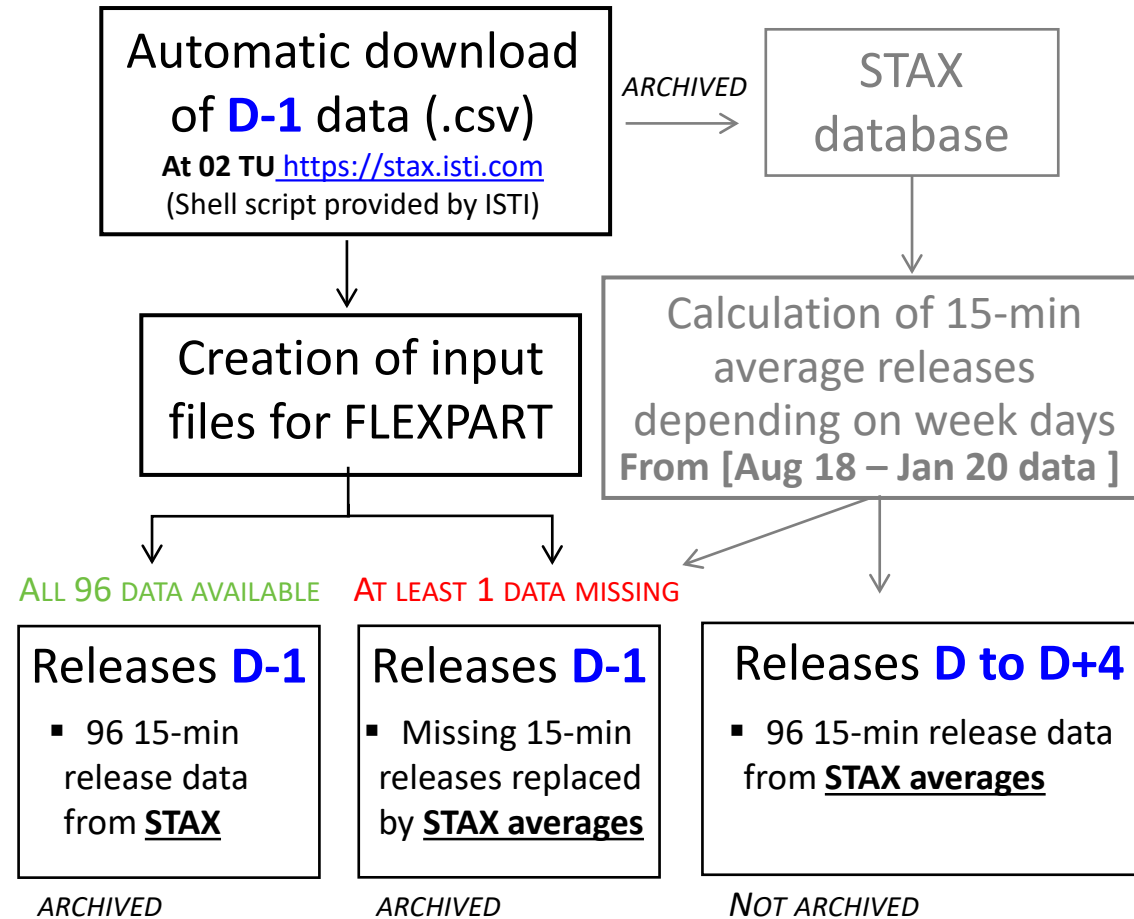 Automatic download
of D-1 data (.csv)
At 02 TU https://stax.isti.com
(Shell script provided by ISTI)
ARCHIVED
STAX
database
Creation of input
files for FLEXPART
Calculation of 15-min
average releases
depending on week days
From [Aug 18 – Jan 20 data ]
ALL 96 DATA AVAILABLE
AT LEAST 1 DATA MISSING
Releases D-1
▪ 96 15-min
release data
from STAX
ARCHIVED
Releases D-1
▪ Missing 15-min
releases replaced
by STAX averages
ARCHIVED
Releases D to D+4
▪ 96 15-min release data
from STAX averages
NOT ARCHIVED